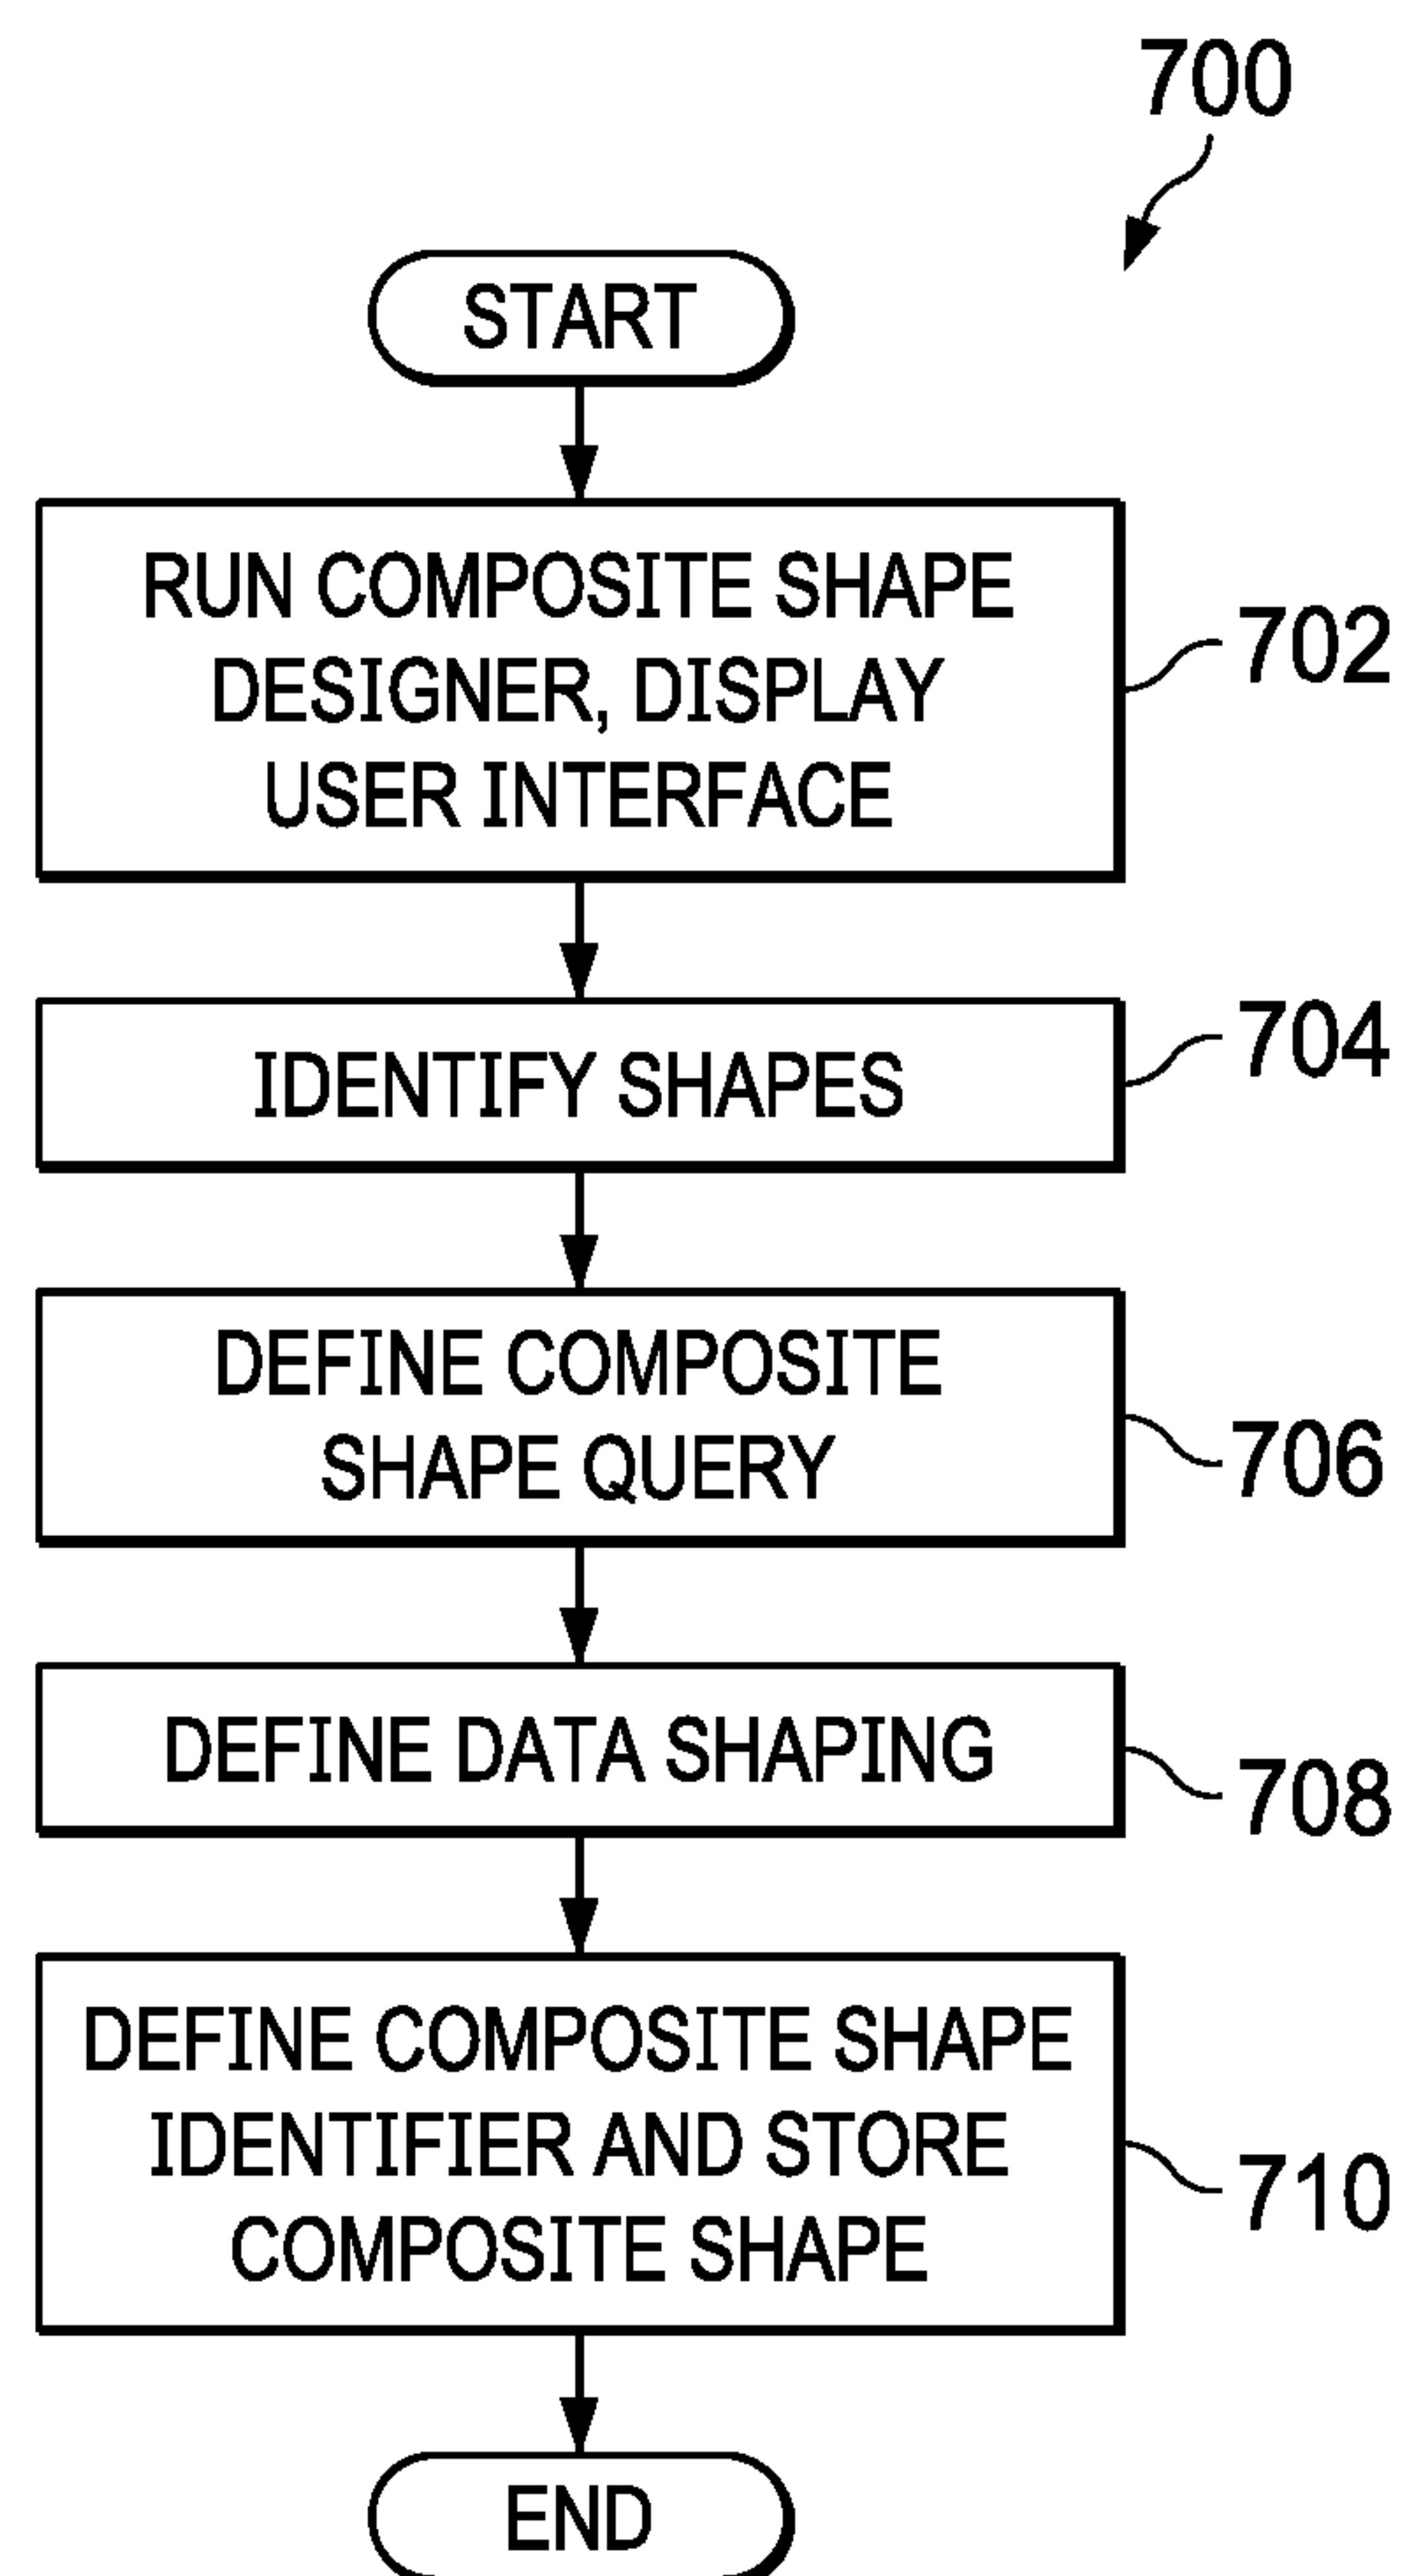 700
START
RUN COMPOSITE SHAPE
DESIGNER, DISPLAY
USER INTERFACE
702
IDENTIFY SHAPES
704
DEFINE COMPOSITE
SHAPE QUERY
706
DEFINE DATA SHAPING
708
DEFINE COMPOSITE SHAPE
IDENTIFIER AND STORE
COMPOSITE SHAPE
710
END